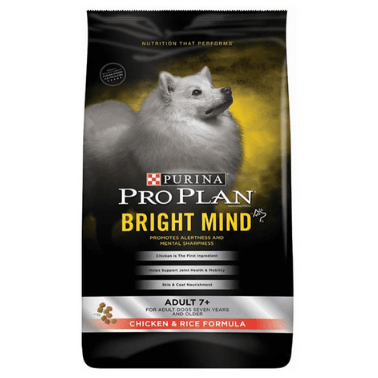 NUTRITION THAT PERFORMS
PURINA
PRO PLAN
BRIGHT MIND
PROMOTES ALERTNESS AND
MENTAL SHARPNESS
Chicken is The First Ingredient
Helps Support Joint Health & Mobility
Skin & Coat Nourishment
ADULT 7+
FOR ADULT DOGS SEVEN YEARS
AND OLDER
CHICKEN & RICE FORMULA